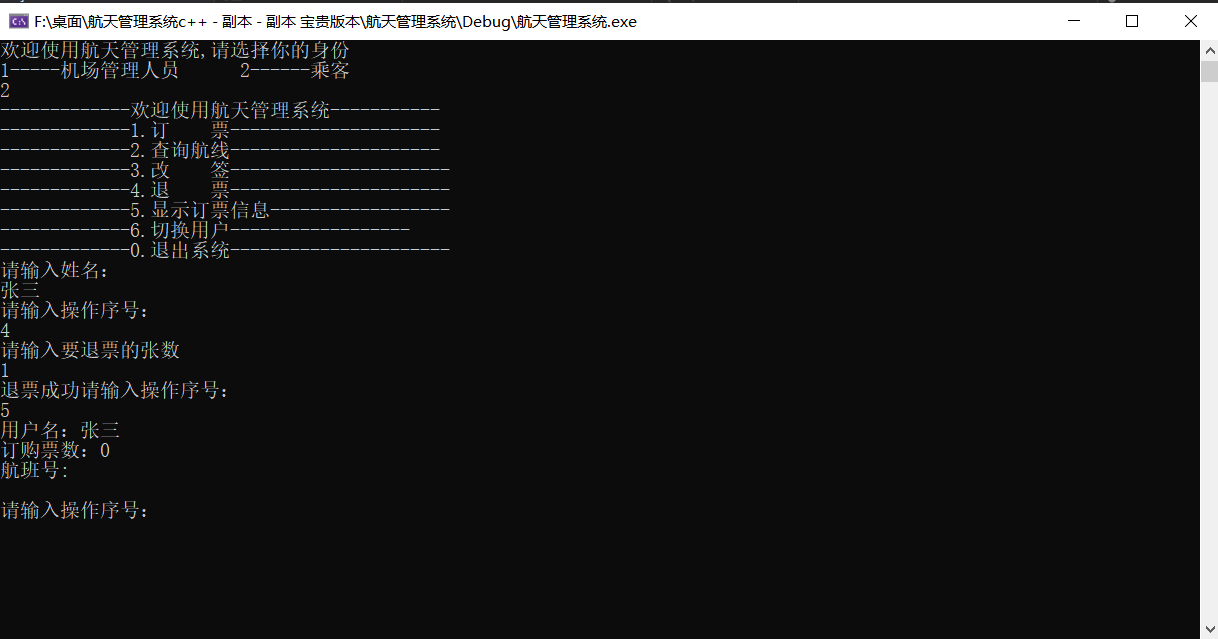 F:\桌面\航天管理系统c++ - 副本 - 副本 宝贵版本\航天管理系统\Debug\航天管理系统.exe
欢迎使用航天管理系统,请选择你的身份
1-----机场管理人员      2------乘客
2
-------------欢迎使用航天管理系统-----------
-------------1.订    票---------------------
-------------2.查询航线---------------------
-------------3.改    签----------------------
-------------4.退    票----------------------
-------------5.显示订票信息------------------
-------------6.切换用户------------------
-------------0.退出系统----------------------
请输入姓名：
张三
请输入操作序号：
4
请输入要退票的张数
1
退票成功请输入操作序号：
5
用户名：张三
订购票数：0
航班号：
请输入操作序号：